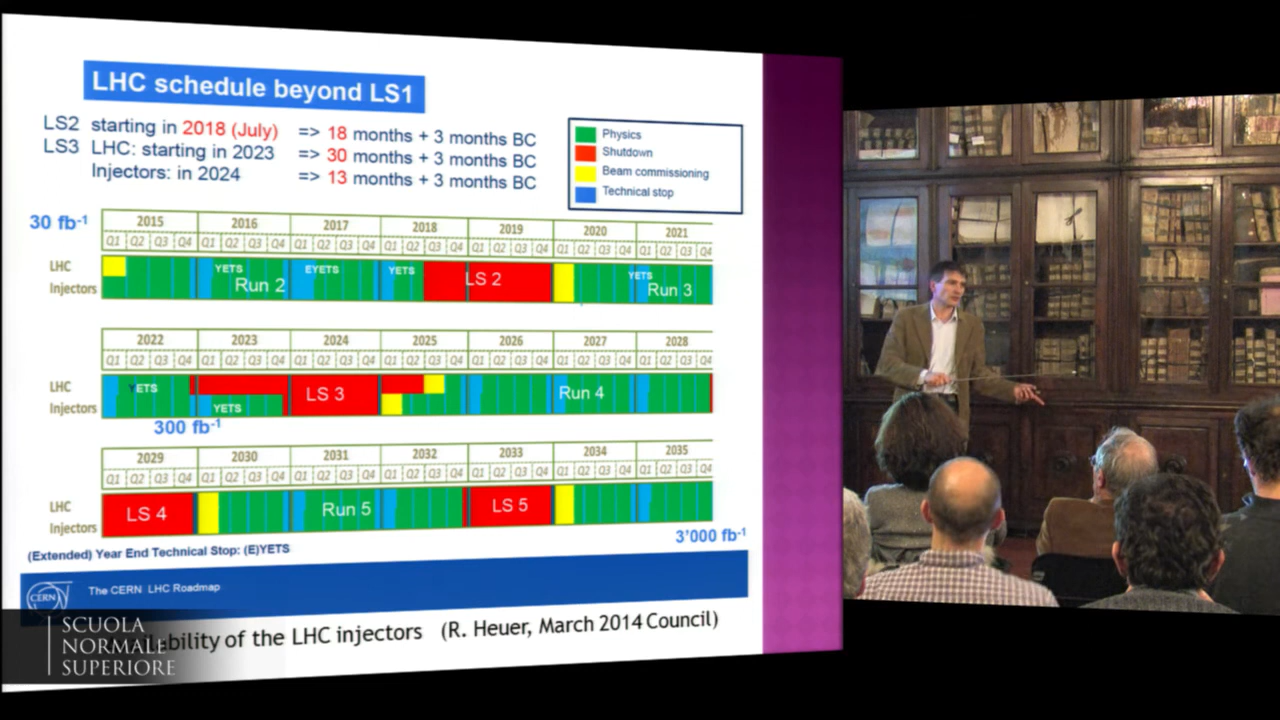 LHC schedule beyond LS1
LS2 starting in 2018 (July) => 18 months + 3 months BC
LS3 LHC: starting in 2023 => 30 months + 3 months BC
Injectors: in 2024 => 13 months + 3 months BC
Physics
Shutdown
Beam commissioning
Technical stop
30 fb-1
2015 2016 2017 2018 2019 2020 2021
Q1 Q2 Q3 Q4 Q1 Q2 Q3 Q4 Q1 Q2 Q3 Q4 Q1 Q2 Q3 Q4 Q1 Q2 Q3 Q4 Q1 Q2 Q3 Q4 Q1 Q2 Q3 Q4
LHC YETS EYETS YETS LS 2 YETS
Injectors Run 2 Run 3
2022 2023 2024 2025 2026 2027 2028
Q1 Q2 Q3 Q4 Q1 Q2 Q3 Q4 Q1 Q2 Q3 Q4 Q1 Q2 Q3 Q4 Q1 Q2 Q3 Q4 Q1 Q2 Q3 Q4 Q1 Q2 Q3 Q4
LHC YETS LS 3 Run 4
Injectors YETS
300 fb-1
2029 2030 2031 2032 2033 2034 2035
Q1 Q2 Q3 Q4 Q1 Q2 Q3 Q4 Q1 Q2 Q3 Q4 Q1 Q2 Q3 Q4 Q1 Q2 Q3 Q4 Q1 Q2 Q3 Q4 Q1 Q2 Q3 Q4
LHC LS 4 Run 5 LS 5
Injectors
3'000 fb-1
(Extended) Year End Technical Stop: (E)YETS
CERN The CERN LHC Roadmap
of the LHC injectors (R. Heuer, March 2014 Council)
SCUOLA
NORMALE
SUPERIORE